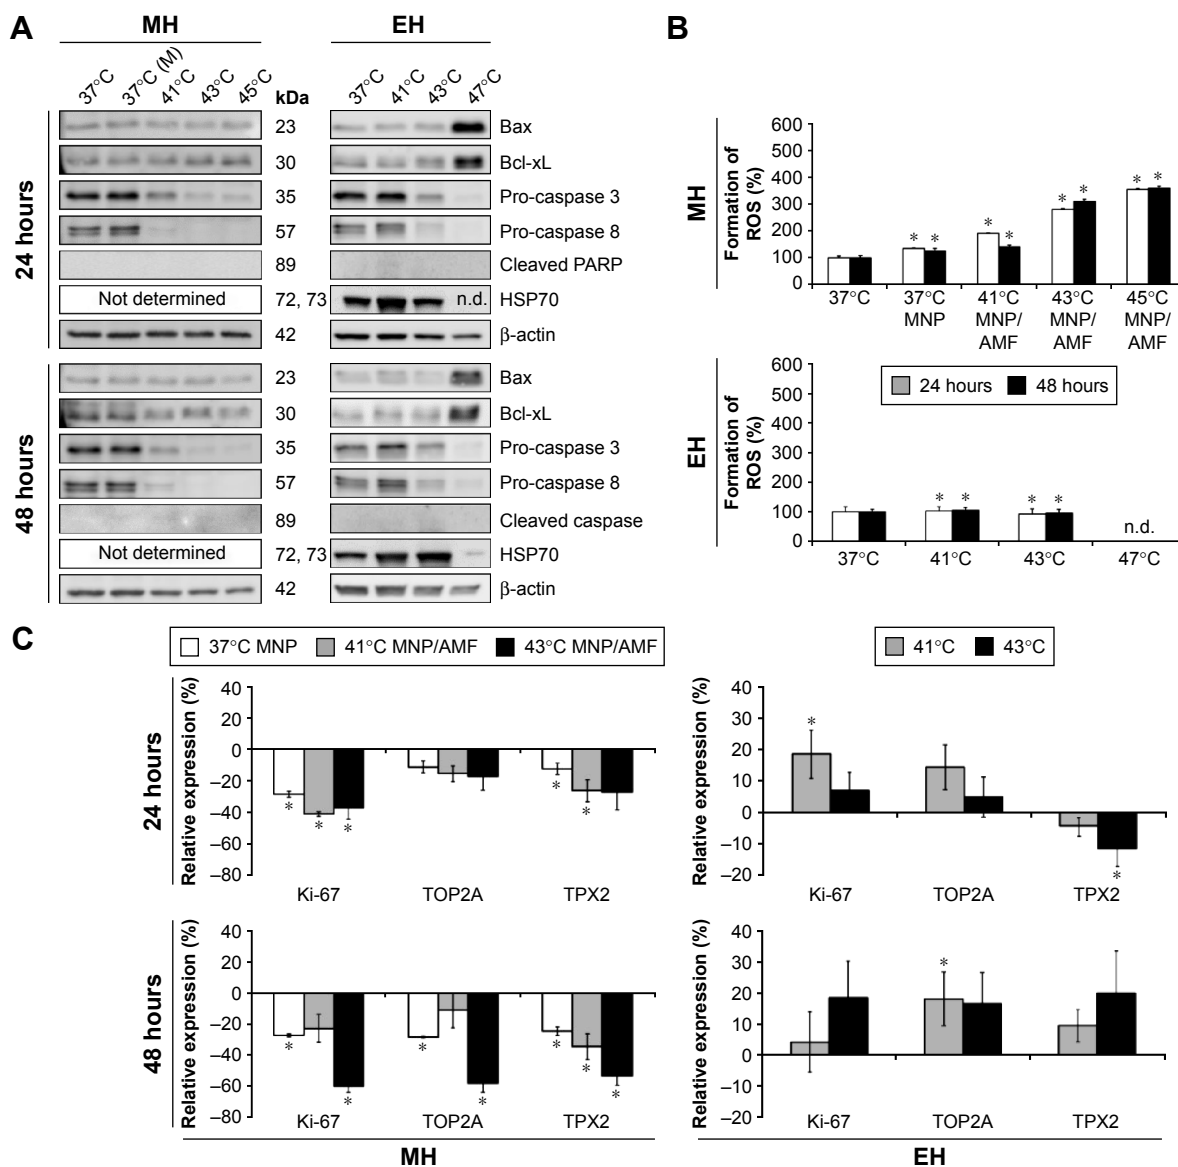 A
MH
EH
37°C
37°C (M)
41°C
43°C
45°C
kDa
37°C
41°C
43°C
47°C
24 hours
23
Bax
30
Bcl-xL
35
Pro-caspase 3
57
Pro-caspase 8
89
Cleaved PARP
Not determined
72, 73
n.d.
HSP70
42
β-actin
48 hours
23
Bax
30
Bcl-xL
35
Pro-caspase 3
57
Pro-caspase 8
89
Cleaved caspase
Not determined
72, 73
HSP70
42
β-actin
B
MH
Formation of
ROS (%)
600
500
400
300
200
100
0
* * * * * * * *
37°C
37°C
MNP
41°C
MNP/
AMF
43°C
MNP/
AMF
45°C
MNP/
AMF
EH
Formation of
ROS (%)
600
500
400
300
200
100
0
24 hours
48 hours
* * * *
n.d.
37°C
41°C
43°C
47°C
C
37°C MNP
41°C MNP/AMF
43°C MNP/AMF
41°C
43°C
24 hours
Relative expression (%)
40
20
0
–20
–40
–60
–80
* * * * *
Ki-67
TOP2A
TPX2
Relative expression (%)
40
30
20
10
0
–10
–20
* *
Ki-67
TOP2A
TPX2
48 hours
Relative expression (%)
40
20
0
–20
–40
–60
–80
* * * * * * *
Ki-67
TOP2A
TPX2
MH
Relative expression (%)
40
30
20
10
0
–10
–20
*
Ki-67
TOP2A
TPX2
EH